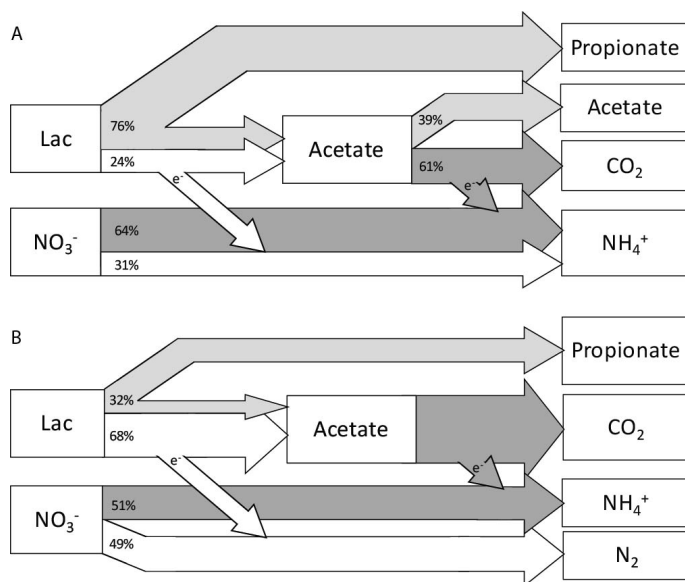 A
Propionate
Lac
76%
24%
Acetate
39%
61%
Acetate
CO₂
e⁻
e⁻
NO₃⁻
64%
31%
NH₄⁺
B
Propionate
Lac
32%
68%
Acetate
CO₂
e⁻
e⁻
NO₃⁻
51%
49%
NH₄⁺
N₂